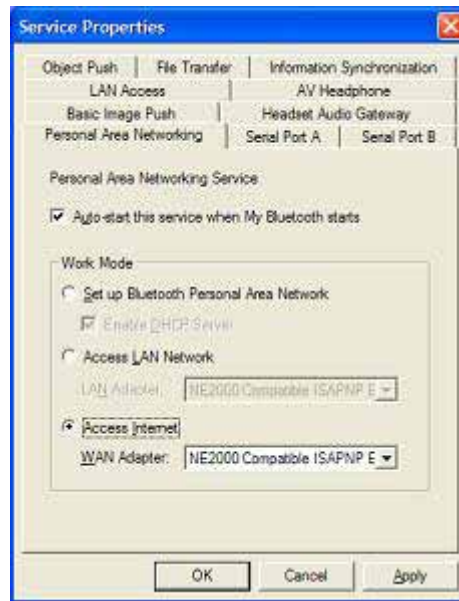 Service Properties
Object Push File Transfer Information Synchronization
LAN Access AV Headphone
Basic Image Push Headset Audio Gateway
Personal Area Networking Serial Port A Serial Port B
Personal Area Networking Service
Auto-start this service when My Bluetooth starts
Work Mode
Set up Bluetooth Personal Area Network
Enable DHCP Server
Access LAN Network
LAN Adapter: NE2000 Compatible ISAPNP E
Access Internet
WAN Adapter: NE2000 Compatible ISAPNP E
OK Cancel Apply